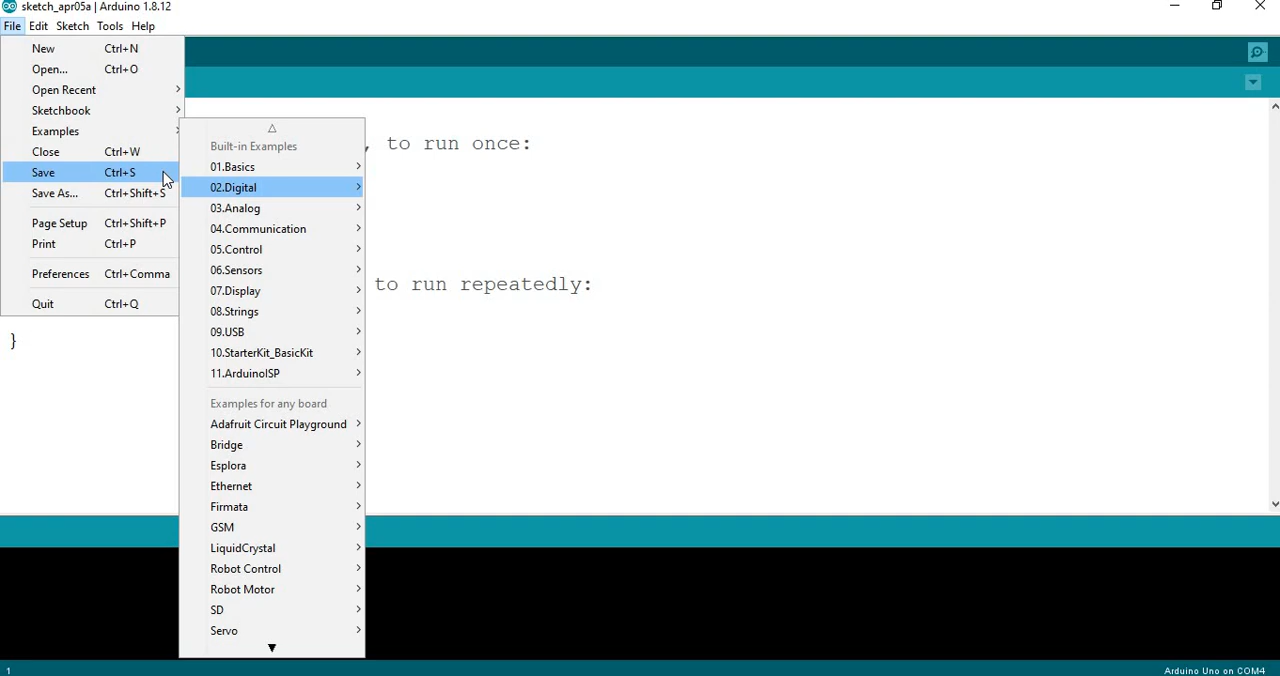 sketch_apr05a | Arduino 1.8.12
File Edit Sketch Tools Help
New Ctrl+N
Open... Ctrl+O
Open Recent
Sketchbook
Examples
Close Ctrl+W
Save Ctrl+S
Save As... Ctrl+Shift+S
Page Setup Ctrl+Shift+P
Print Ctrl+P
Preferences Ctrl+Comma
Quit Ctrl+Q
Built-in Examples
01.Basics
02.Digital
03.Analog
04.Communication
05.Control
06.Sensors
07.Display
08.Strings
09.USB
10.StarterKit_BasicKit
11.ArduinoISP
Examples for any board
Adafruit Circuit Playground
Bridge
Esplora
Ethernet
Firmata
GSM
LiquidCrystal
Robot Control
Robot Motor
SD
Servo
, to run once:
to run repeatedly:
}
1
Arduino Uno on COM4